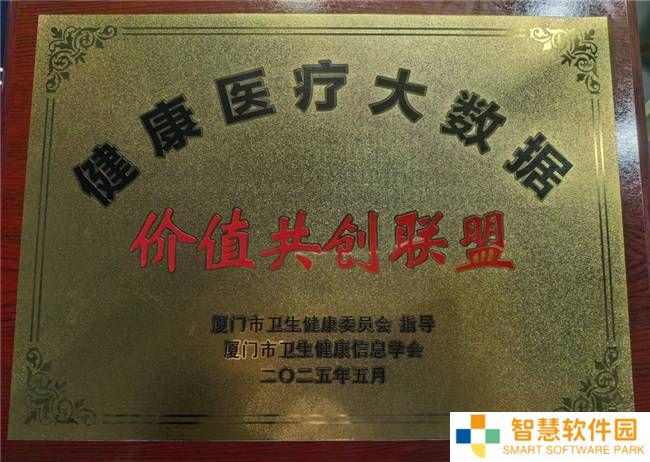 健康医疗大数据
价值共创联盟
厦门市卫生健康委员会 指导
厦门市卫生健康信息学会
二〇二五年五月
智慧软件园
SMART SOFTWARE PARK